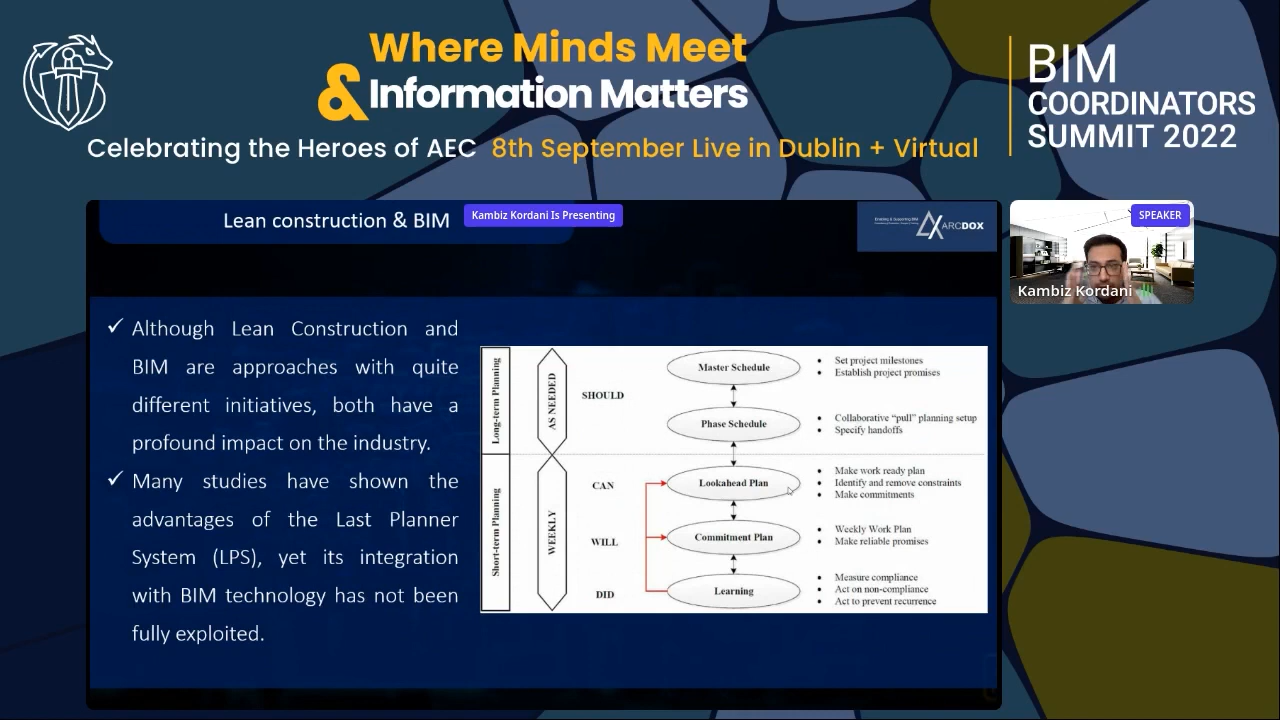 Where Minds Meet
& Information Matters
Celebrating the Heroes of AEC 8th September Live in Dublin + Virtual
BIM
COORDINATORS
SUMMIT 2022
Lean construction & BIM
Kambiz Kordani Is Presenting
ARCDOX
SPEAKER
Kambiz Kordani
Although Lean Construction and
BIM are approaches with quite
different initiatives, both have a
profound impact on the industry.
Many studies have shown the
advantages of the Last Planner
System (LPS), yet its integration
with BIM technology has not been
fully exploited.
Long-term Planning
AS NEEDED
SHOULD
Master Schedule
• Set project milestones
• Establish project promises
Phase Schedule
• Collaborative “pull” planning setup
• Specify handoffs
Short-term Planning
WEEKLY
CAN
Lookahead Plan
• Make work ready plan
• Identify and remove constraints
• Make commitments
WILL
Commitment Plan
• Weekly Work Plan
• Make reliable promises
DID
Learning
• Measure compliance
• Act on non-compliance
• Act to prevent recurrence